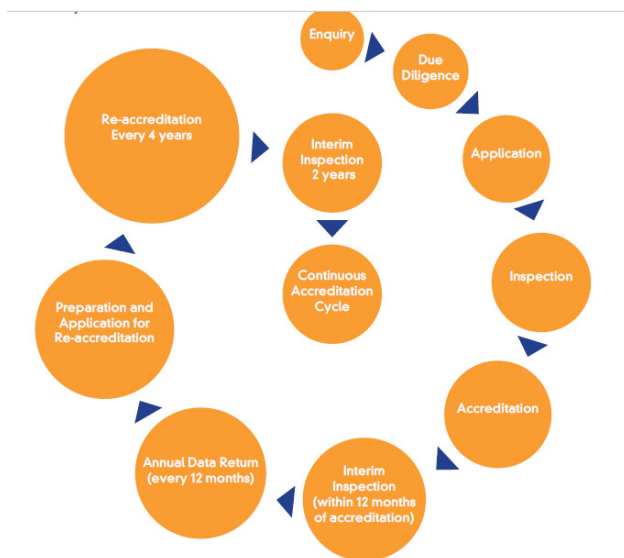 Enquiry
Due
Diligence
Application
Inspection
Accreditation
Interim
Inspection
(within 12 months
of accreditation)
Annual Data Return
(every 12 months)
Preparation and
Application for
Re-accreditation
Re-accreditation
Every 4 years
Interim
Inspection
2 years
Continuous
Accreditation
Cycle